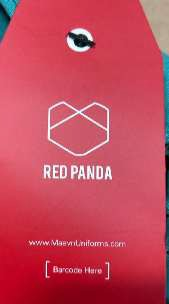 RED PANDA
www.MaevnUniforms.com
[Barcode Here]